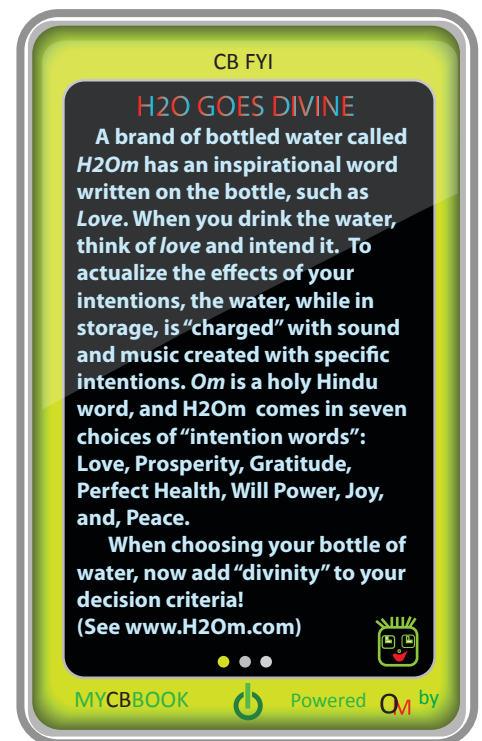 CB FYI
H2O GOES DIVINE
A brand of bottled water called
H2Om has an inspirational word
written on the bottle, such as
Love. When you drink the water,
think of love and intend it. To
actualize the effects of your
intentions, the water, while in
storage, is “charged” with sound
and music created with specific
intentions. Om is a holy Hindu
word, and H2Om comes in seven
choices of “intention words”:
Love, Prosperity, Gratitude,
Perfect Health, Will Power, Joy,
and, Peace.
When choosing your bottle of
water, now add “divinity” to your
decision criteria!
(See www.H2Om.com)
MYCBBOOK Powered OM by